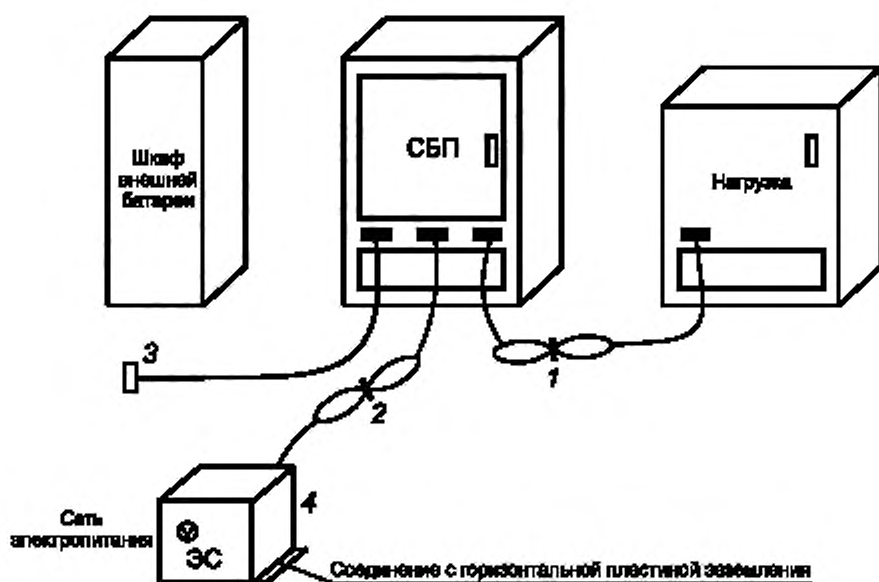 Шкаф
внешней
батареи
СБП
Нагрузка
3
2
1
4
Сеть
электропитания
ЭС
Соединение с горизонтальной пластиной заземления